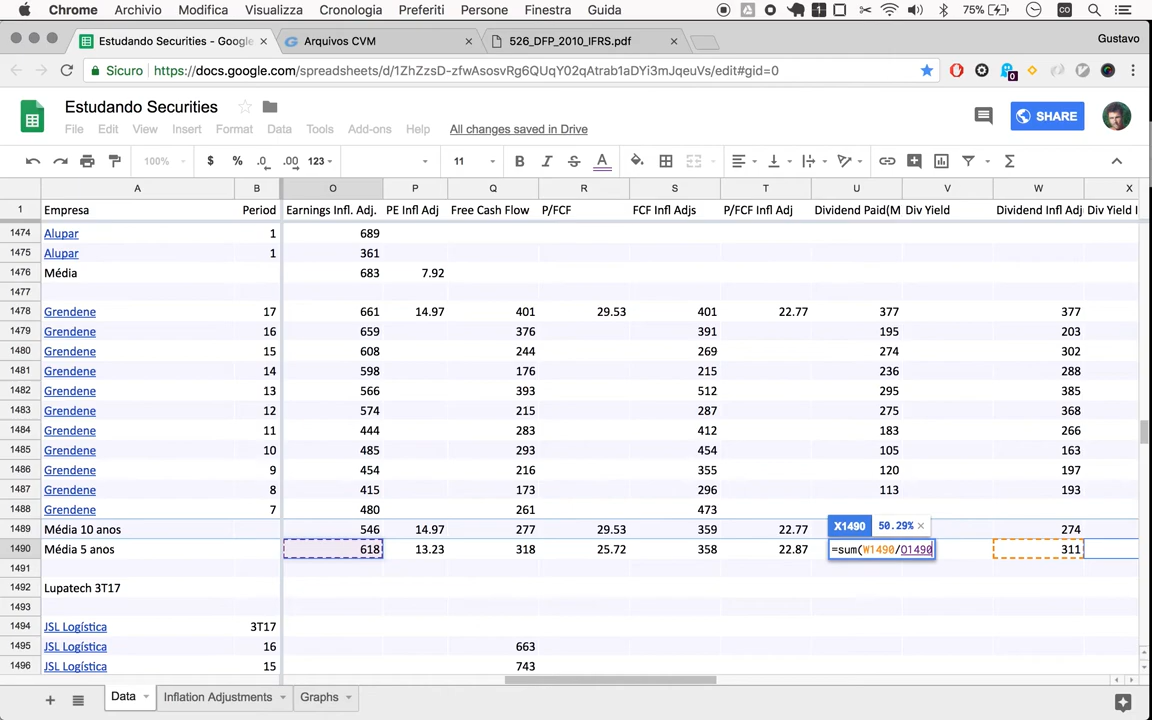 Chrome Archivio Modifica Visualizza Cronologia Preferiti Persone Finestra Guida 1 75% CO
Estudando Securities - Google Arquivos CVM 526_DFP_2010_IFRS.pdf Gustavo
Sicuro https://docs.google.com/spreadsheets/d/1ZhZzsD-zfwAsosvRg6QUqY02qAtrab1aDYi3mJqeuVs/edit#gid=0
Estudando Securities
File Edit View Insert Format Data Tools Add-ons Help All changes saved in Drive SHARE
100% $ % .0 .00 123 11 B I S A Σ
A B O P Q R S T U V W X
1 Empresa Period Earnings Infl. Adj. PE Infl Adj Free Cash Flow P/FCF FCF Infl Adjs P/FCF Infl Adj Dividend Paid(M Div Yield Dividend Infl Adj Div Yield I
1474 Alupar 1 689
1475 Alupar 1 361
1476 Média 683 7.92
1477
1478 Grendene 17 661 14.97 401 29.53 401 22.77 377 377
1479 Grendene 16 659 376 391 195 203
1480 Grendene 15 608 244 269 274 302
1481 Grendene 14 598 176 215 236 288
1482 Grendene 13 566 393 512 295 385
1483 Grendene 12 574 215 287 275 368
1484 Grendene 11 444 283 412 183 266
1485 Grendene 10 485 293 454 105 163
1486 Grendene 9 454 216 355 120 197
1487 Grendene 8 415 173 296 113 193
1488 Grendene 7 480 261 473
1489 Média 10 anos 546 14.97 277 29.53 359 22.77 X1490 50.29% × 274
1490 Média 5 anos 618 13.23 318 25.72 358 22.87 =sum(W1490/O1490 311
1491
1492 Lupatech 3T17
1493
1494 JSL Logística 3T17
1495 JSL Logística 16 663
1496 JSL Logística 15 743
Data Inflation Adjustments Graphs